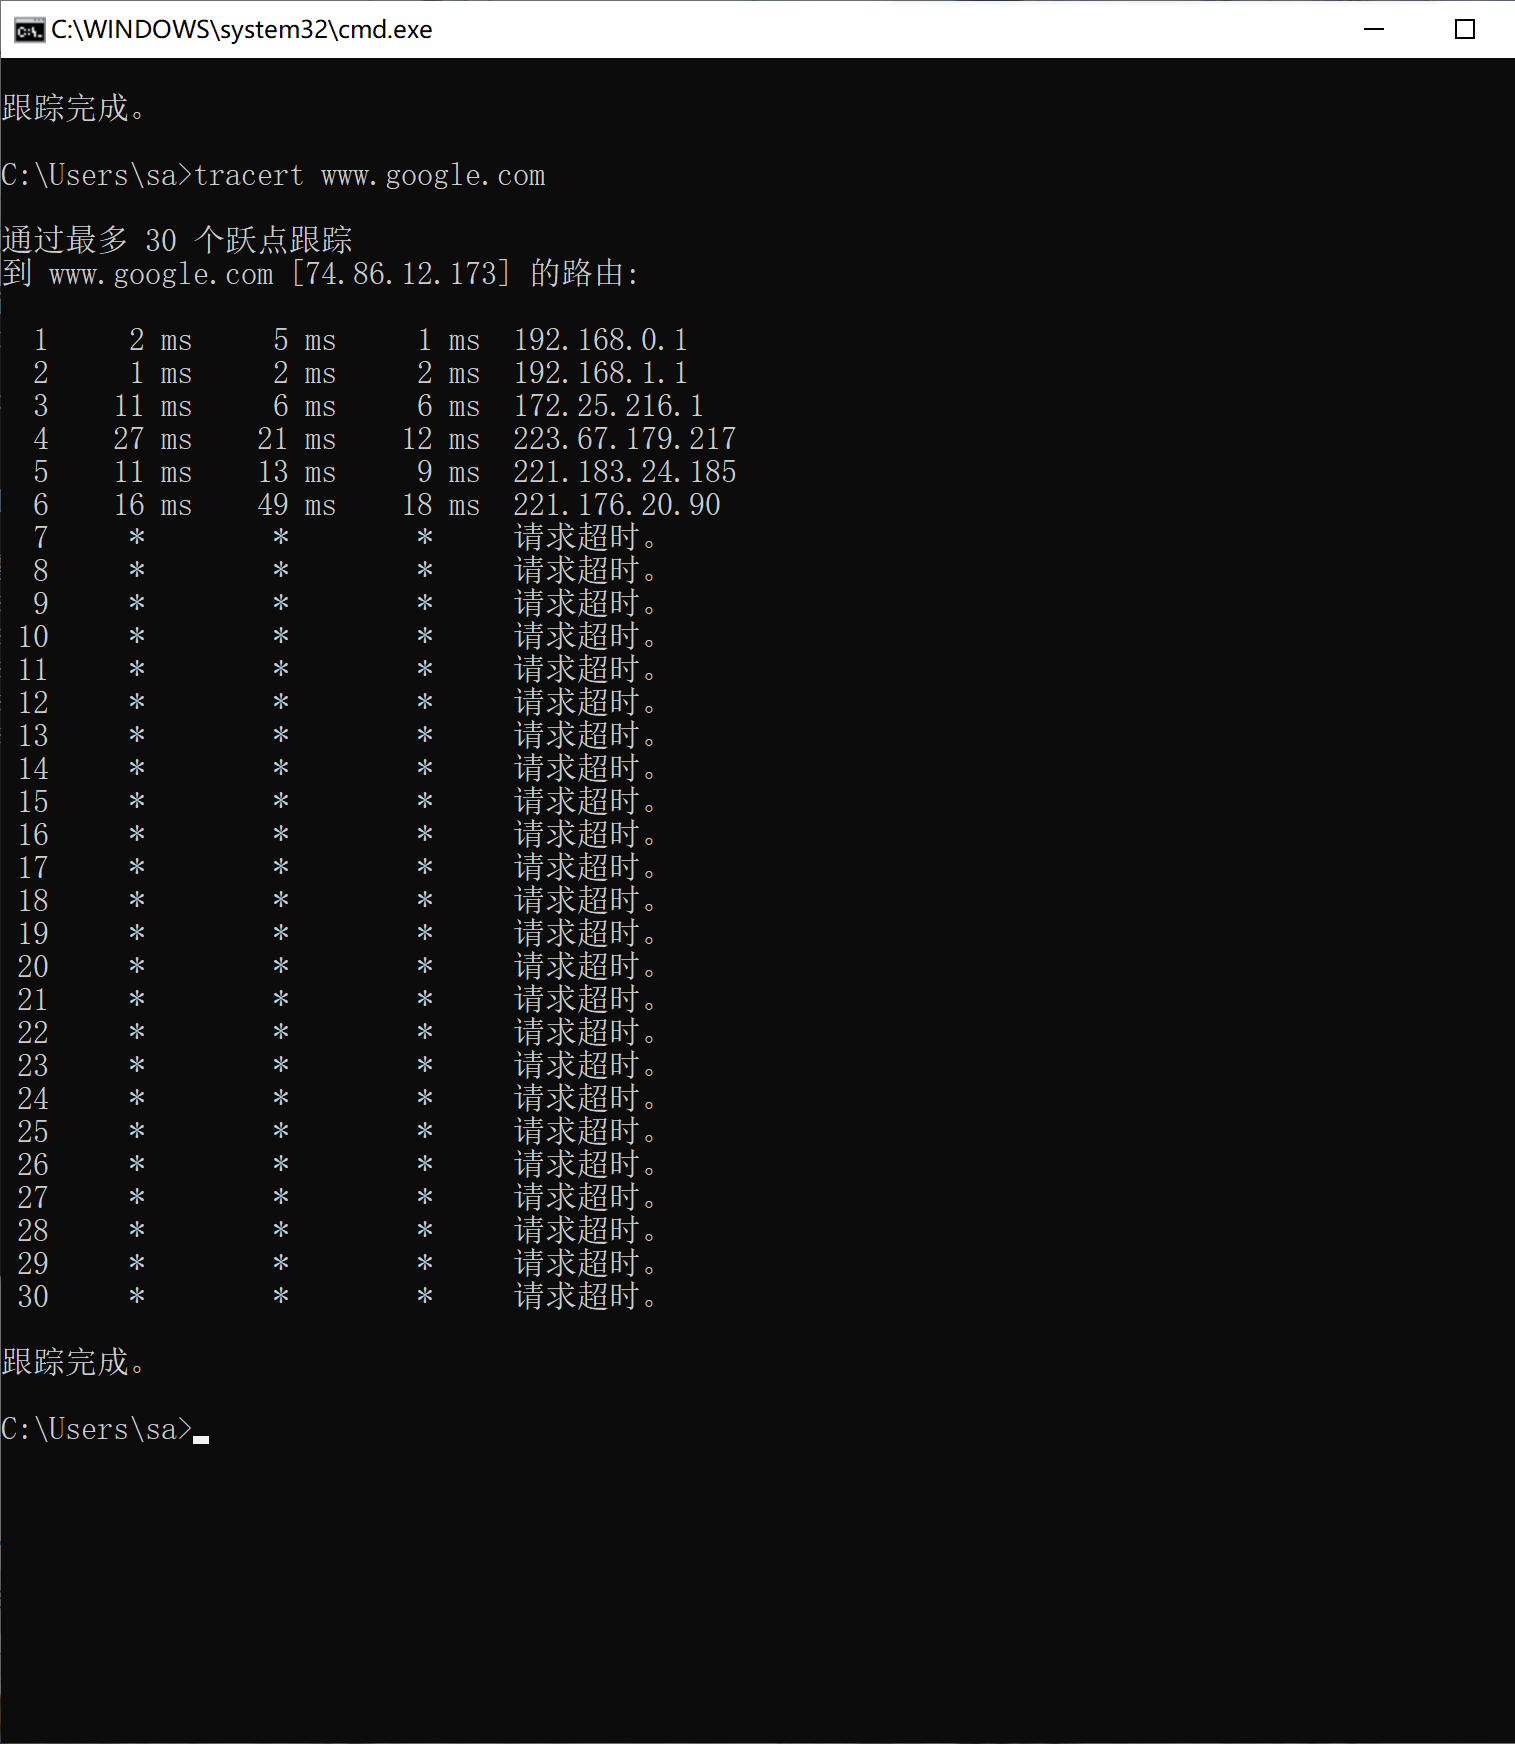 C:\WINDOWS\system32\cmd.exe
跟踪完成。
C:\Users\sa>tracert www.google.com
通过最多 30 个跃点跟踪
到 www.google.com [74.86.12.173] 的路由:
1 2 ms 5 ms 1 ms 192.168.0.1
2 1 ms 2 ms 2 ms 192.168.1.1
3 11 ms 6 ms 6 ms 172.25.216.1
4 27 ms 21 ms 12 ms 223.67.179.217
5 11 ms 13 ms 9 ms 221.183.24.185
6 16 ms 49 ms 18 ms 221.176.20.90
7 * * * 请求超时。
8 * * * 请求超时。
9 * * * 请求超时。
10 * * * 请求超时。
11 * * * 请求超时。
12 * * * 请求超时。
13 * * * 请求超时。
14 * * * 请求超时。
15 * * * 请求超时。
16 * * * 请求超时。
17 * * * 请求超时。
18 * * * 请求超时。
19 * * * 请求超时。
20 * * * 请求超时。
21 * * * 请求超时。
22 * * * 请求超时。
23 * * * 请求超时。
24 * * * 请求超时。
25 * * * 请求超时。
26 * * * 请求超时。
27 * * * 请求超时。
28 * * * 请求超时。
29 * * * 请求超时。
30 * * * 请求超时。
跟踪完成。
C:\Users\sa>